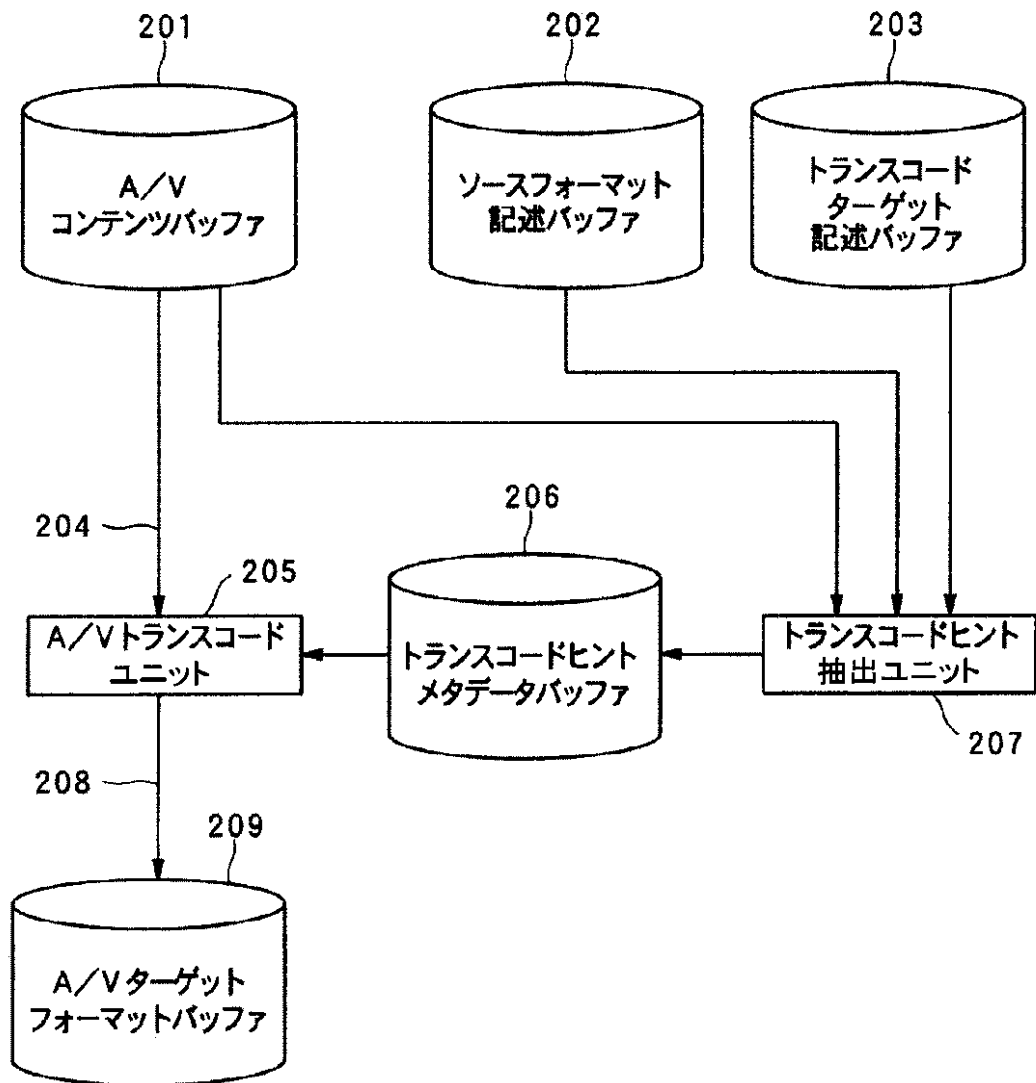 201
202
203
A/V
コンテンツバッファ
ソースフォーマット
記述バッファ
トランスコード
ターゲット
記述バッファ
204
205
206
A/Vトランスコード
ユニット
トランスコードヒント
メタデータバッファ
トランスコードヒント
抽出ユニット
207
208
209
A/Vターゲット
フォーマットバッファ